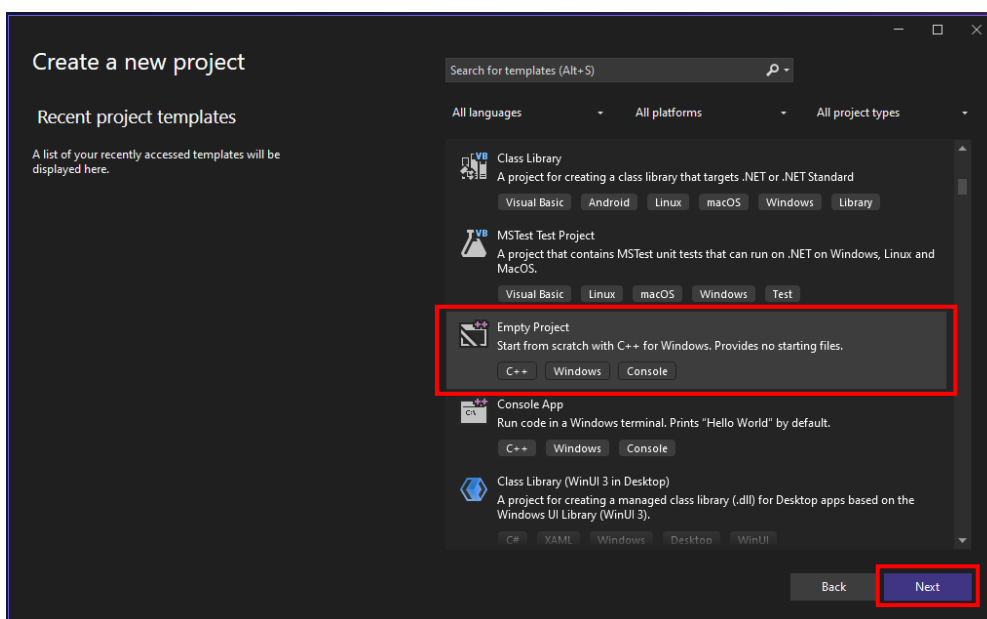 Create a new project
Search for templates (Alt+S)
Recent project templates
All languages
All platforms
All project types
A list of your recently accessed templates will be
displayed here.
VB
Class Library
A project for creating a class library that targets .NET or .NET Standard
Visual Basic
Android
Linux
macOS
Windows
Library
VB
MSTest Test Project
A project that contains MSTest unit tests that can run on .NET on Windows, Linux and
MacOS.
Visual Basic
Linux
macOS
Windows
Test
++
Empty Project
Start from scratch with C++ for Windows. Provides no starting files.
C++
Windows
Console
++
C:\
Console App
Run code in a Windows terminal. Prints "Hello World" by default.
C++
Windows
Console
Class Library (WinUI 3 in Desktop)
A project for creating a managed class library (.dll) for Desktop apps based on the
Windows UI Library (WinUI 3).
C#
XAML
Windows
Desktop
WinUI
Back
Next